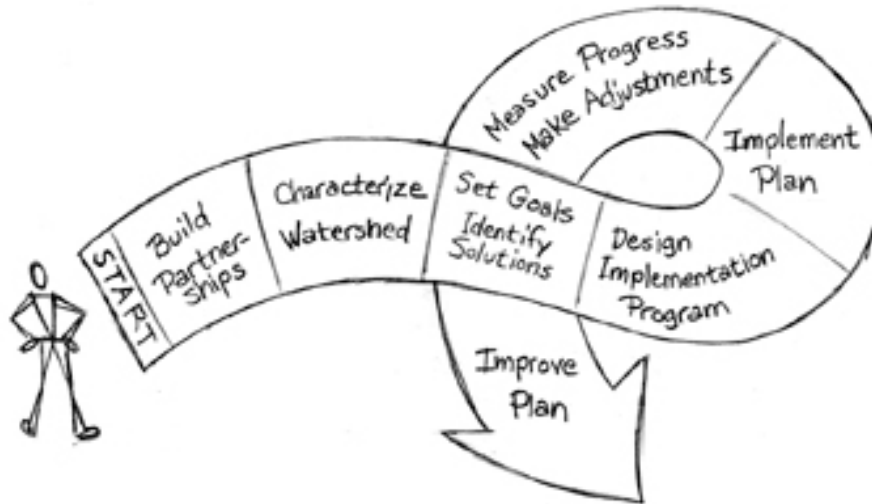 START
Build
Partner-
ships
Characterize
Watershed
Set Goals
Identify
Solutions
Design
Implementation
Program
Implement
Plan
Measure Progress
Make Adjustments
Improve
Plan